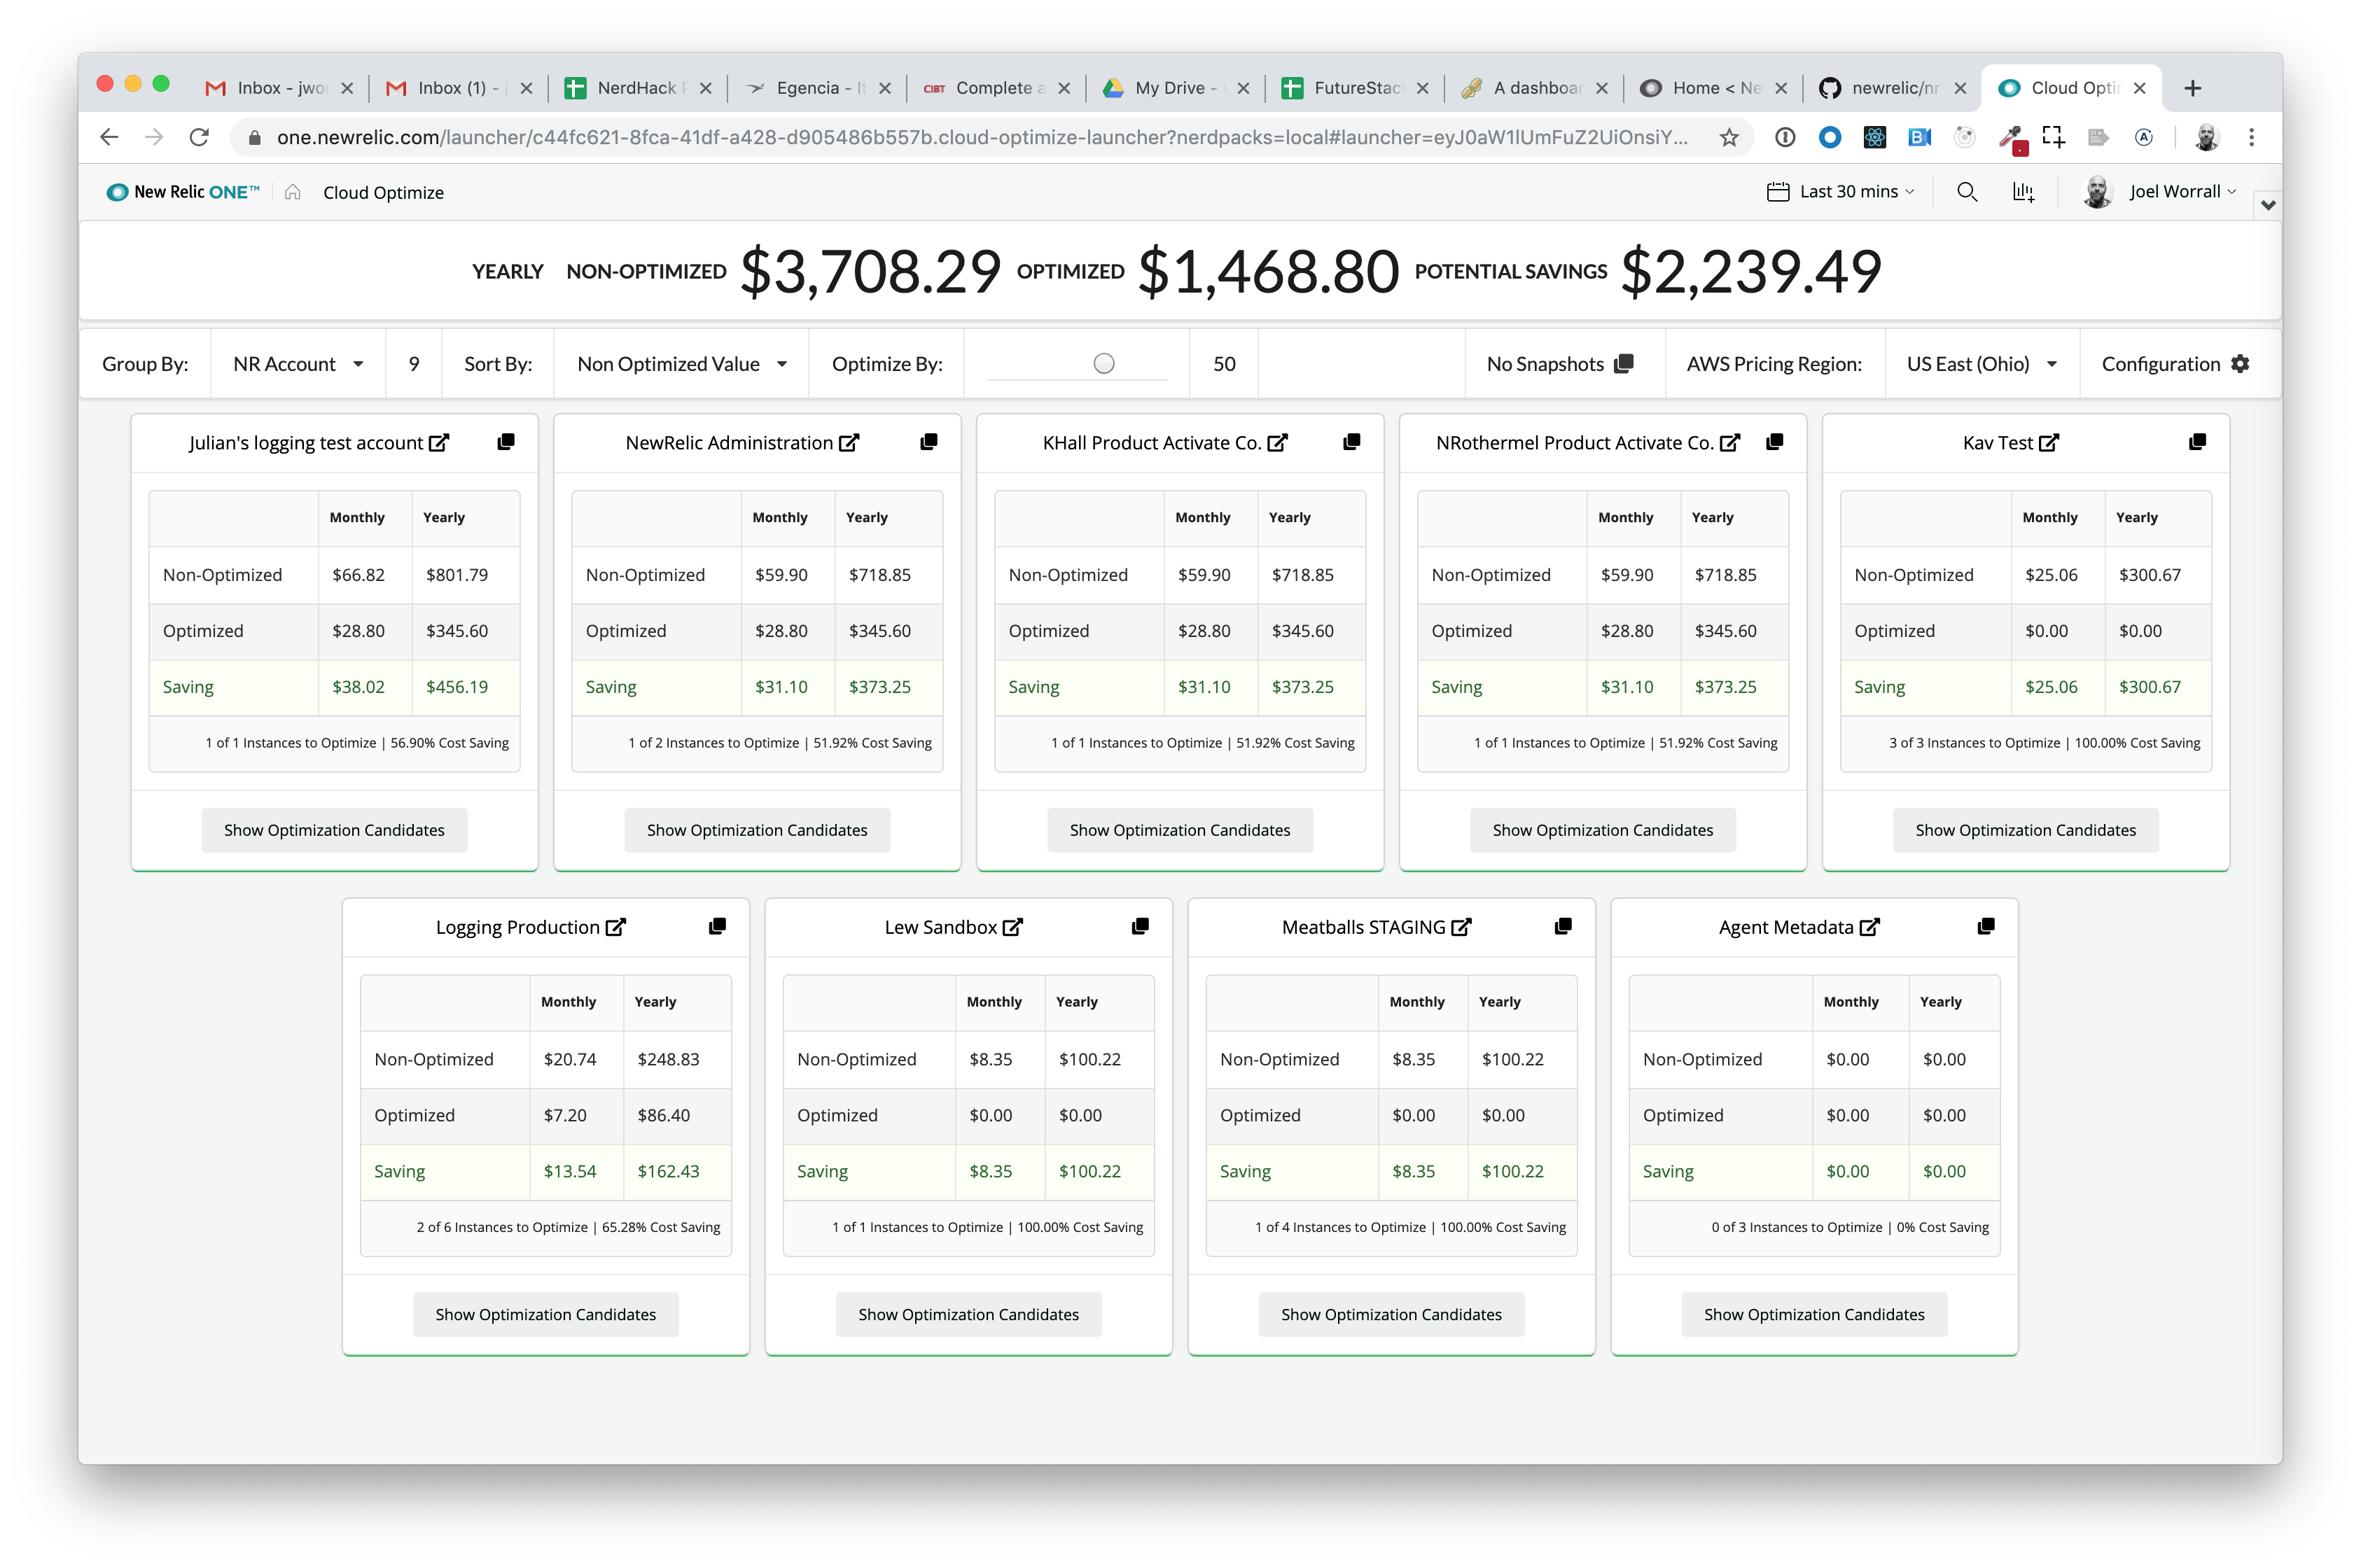 Inbox - jwo
Inbox (1) - j
NerdHack F
Egencia - It
CIBT Complete a
My Drive -
FutureStac
A dashboar
Home < Ne
newrelic/nr
Cloud Opti
one.newrelic.com/launcher/c44fc621-8fca-41df-a428-d905486b557b.cloud-optimize-launcher?nerdpacks=local#launcher=eyJ0aW1lUmFuZ2UiOnsiY...
New Relic ONE™ Cloud Optimize Last 30 mins Joel Worrall
YEARLY NON-OPTIMIZED $3,708.29 OPTIMIZED $1,468.80 POTENTIAL SAVINGS $2,239.49
Group By: NR Account 9 Sort By: Non Optimized Value Optimize By: 50 No Snapshots AWS Pricing Region: US East (Ohio) Configuration
Julian's logging test account
Monthly Yearly
Non-Optimized $66.82 $801.79
Optimized $28.80 $345.60
Saving $38.02 $456.19
1 of 1 Instances to Optimize | 56.90% Cost Saving
Show Optimization Candidates
NewRelic Administration
Monthly Yearly
Non-Optimized $59.90 $718.85
Optimized $28.80 $345.60
Saving $31.10 $373.25
1 of 2 Instances to Optimize | 51.92% Cost Saving
Show Optimization Candidates
KHall Product Activate Co.
Monthly Yearly
Non-Optimized $59.90 $718.85
Optimized $28.80 $345.60
Saving $31.10 $373.25
1 of 1 Instances to Optimize | 51.92% Cost Saving
Show Optimization Candidates
NRothermel Product Activate Co.
Monthly Yearly
Non-Optimized $59.90 $718.85
Optimized $28.80 $345.60
Saving $31.10 $373.25
1 of 1 Instances to Optimize | 51.92% Cost Saving
Show Optimization Candidates
Kav Test
Monthly Yearly
Non-Optimized $25.06 $300.67
Optimized $0.00 $0.00
Saving $25.06 $300.67
3 of 3 Instances to Optimize | 100.00% Cost Saving
Show Optimization Candidates
Logging Production
Monthly Yearly
Non-Optimized $20.74 $248.83
Optimized $7.20 $86.40
Saving $13.54 $162.43
2 of 6 Instances to Optimize | 65.28% Cost Saving
Show Optimization Candidates
Lew Sandbox
Monthly Yearly
Non-Optimized $8.35 $100.22
Optimized $0.00 $0.00
Saving $8.35 $100.22
1 of 1 Instances to Optimize | 100.00% Cost Saving
Show Optimization Candidates
Meatballs STAGING
Monthly Yearly
Non-Optimized $8.35 $100.22
Optimized $0.00 $0.00
Saving $8.35 $100.22
1 of 4 Instances to Optimize | 100.00% Cost Saving
Show Optimization Candidates
Agent Metadata
Monthly Yearly
Non-Optimized $0.00 $0.00
Optimized $0.00 $0.00
Saving $0.00 $0.00
0 of 3 Instances to Optimize | 0% Cost Saving
Show Optimization Candidates